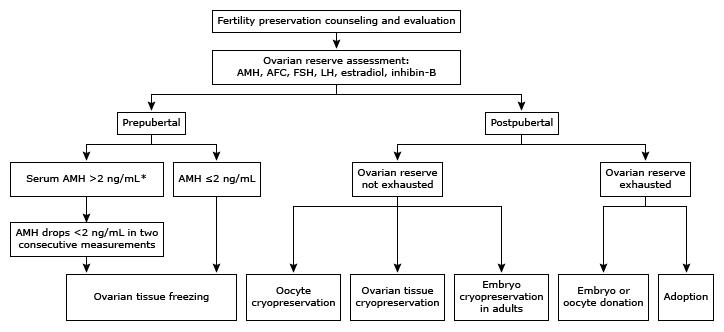 Fertility preservation counseling and evaluation
Ovarian reserve assessment:
AMH, AFC, FSH, LH, estradiol, inhibin-B
Prepubertal
Postpubertal
Serum AMH >2 ng/mL*
AMH ≤2 ng/mL
Ovarian reserve
not exhausted
Ovarian reserve
exhausted
AMH drops <2 ng/mL in two
consecutive measurements
Ovarian tissue freezing
Oocyte
cryopreservation
Ovarian tissue
cryopreservation
Embryo
cryopreservation
in adults
Embryo or
oocyte donation
Adoption